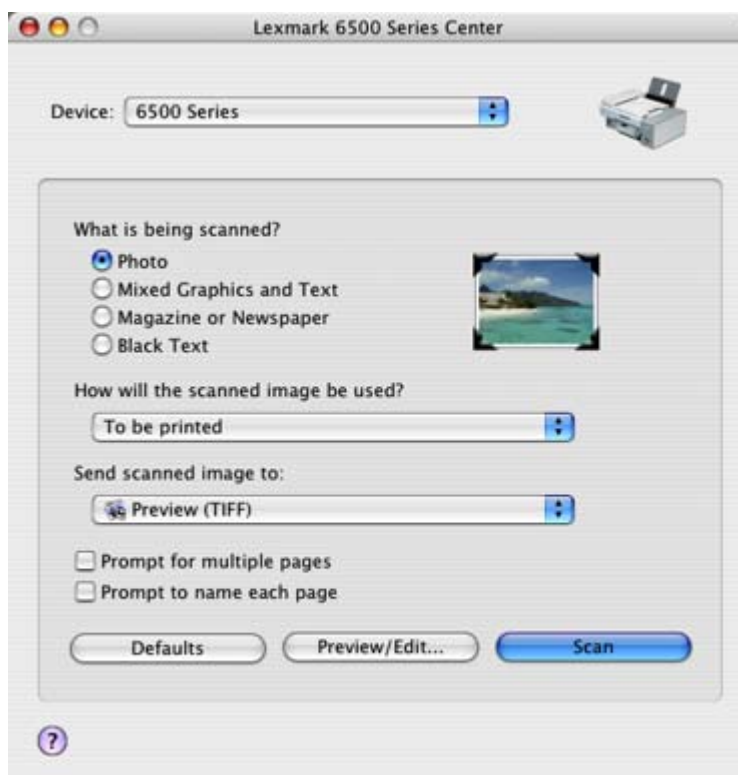 Lexmark 6500 Series Center
Device: 6500 Series
What is being scanned?
Photo
Mixed Graphics and Text
Magazine or Newspaper
Black Text
How will the scanned image be used?
To be printed
Send scanned image to:
Preview (TIFF)
Prompt for multiple pages
Prompt to name each page
Defaults Preview/Edit... Scan
?